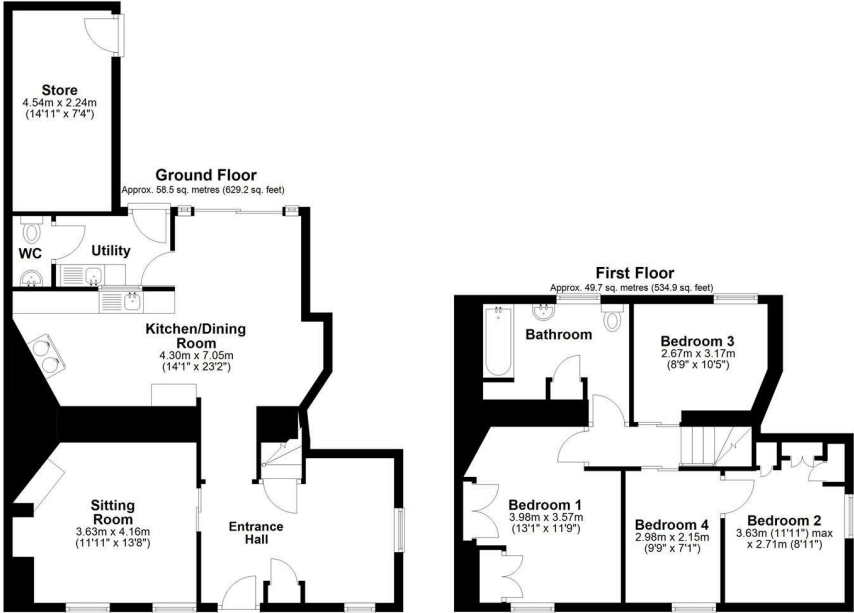 Store
4.54m x 2.24m
(14'11" x 7'4")
Ground Floor
Approx. 58.5 sq. metres (629.2 sq. feet)
WC
Utility
Kitchen/Dining
Room
4.30m x 7.05m
(14'1" x 23'2")
Sitting
Room
3.63m x 4.16m
(11'11" x 13'8")
Entrance
Hall
First Floor
Approx. 49.7 sq. metres (534.9 sq. feet)
Bathroom
Bedroom 3
2.67m x 3.17m
(8'9" x 10'5")
Bedroom 1
3.98m x 3.57m
(13'1" x 11'9")
Bedroom 4
2.98m x 2.15m
(9'9" x 7'1")
Bedroom 2
3.63m (11'11") max
x 2.71m (8'11")